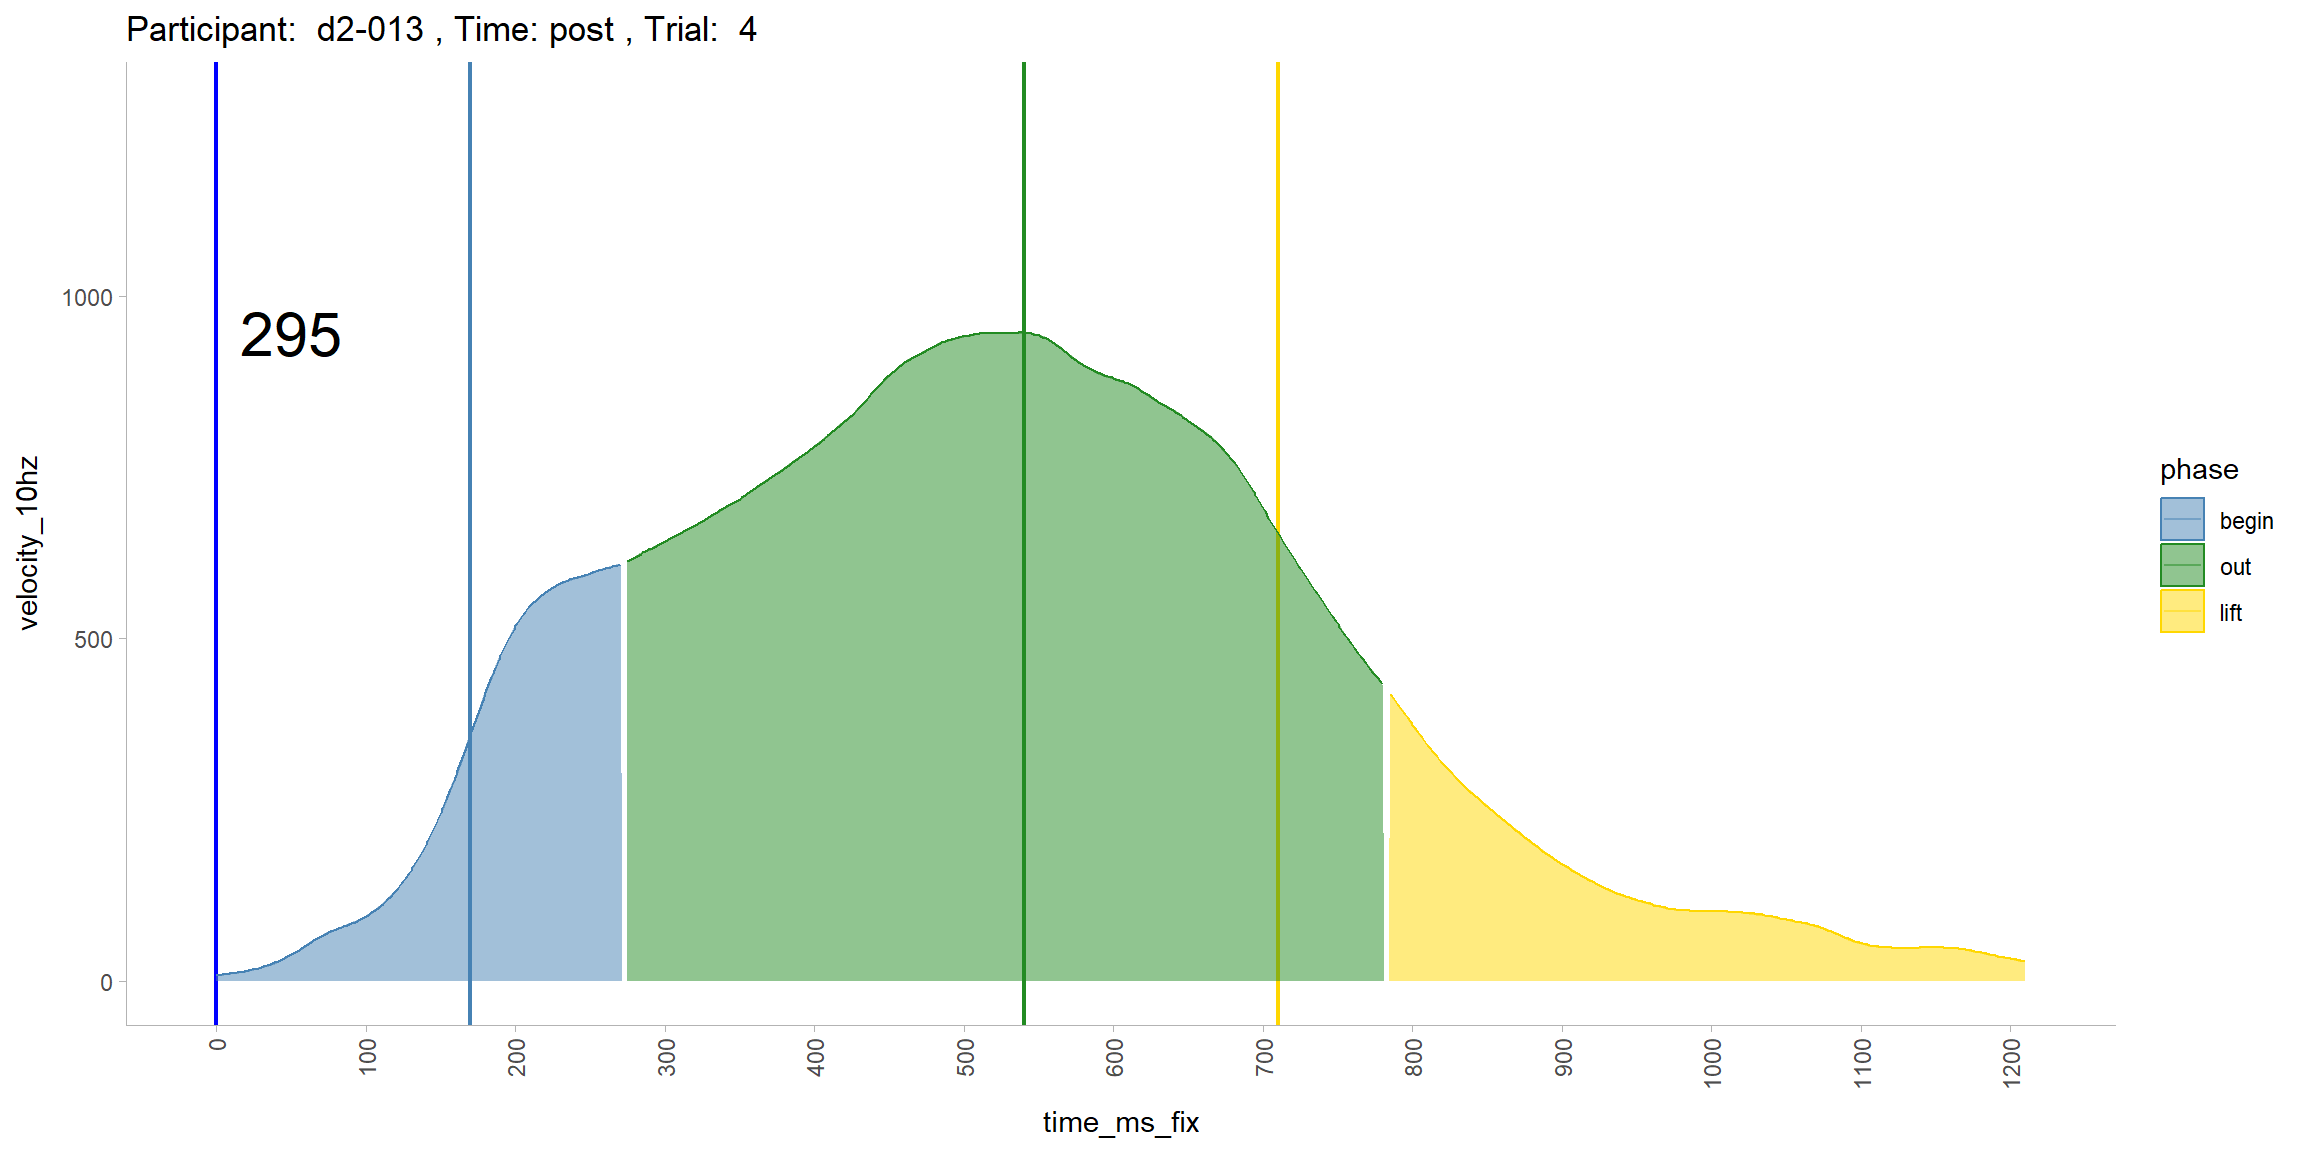 Participant:  d2-013 , Time: post , Trial:  4
1000
295
velocity_10hz
500
0
phase
begin
out
lift
0 100 200 300 400 500 600 700 800 900 1000 1100 1200
time_ms_fix